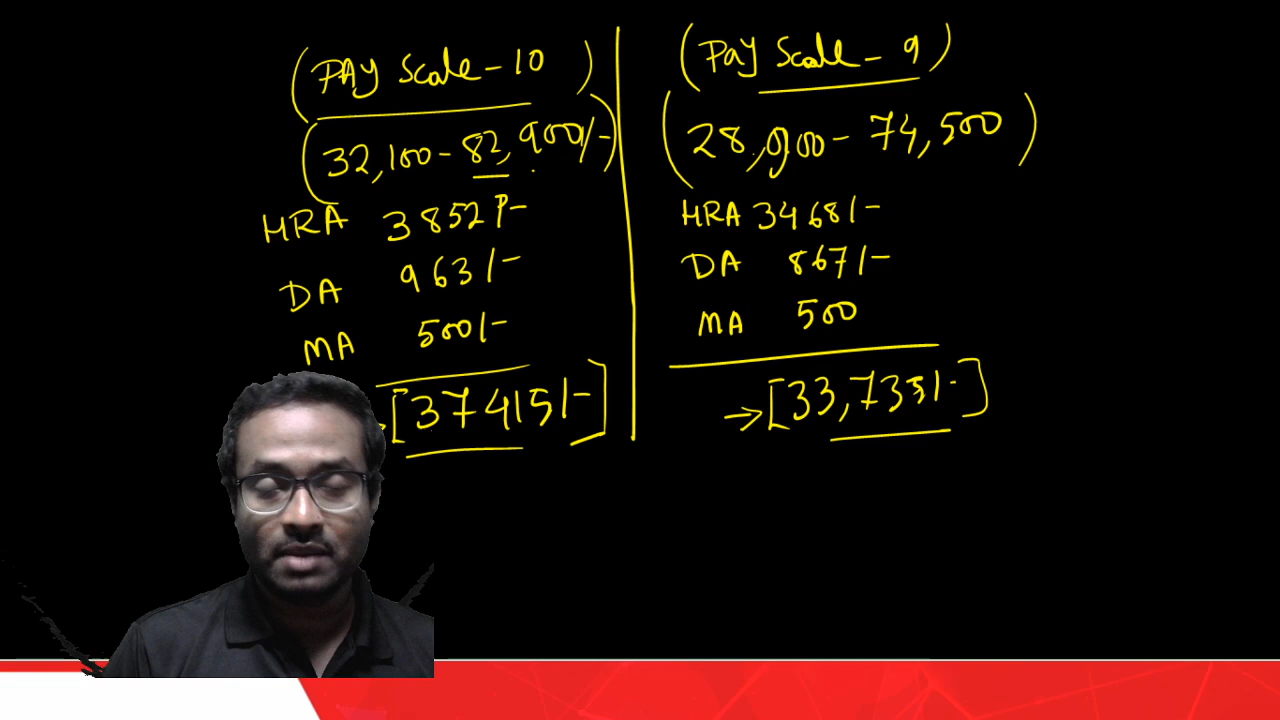 (PAY Scale - 10)
(32,100 - 82,900/-)
HRA 3852/-
DA 963/-
MA 500/-
[37415/-]
(Pay Scale - 9)
(28,900 - 74,500)
HRA 3468/-
DA 867/-
MA 500
→ [33,735/-]